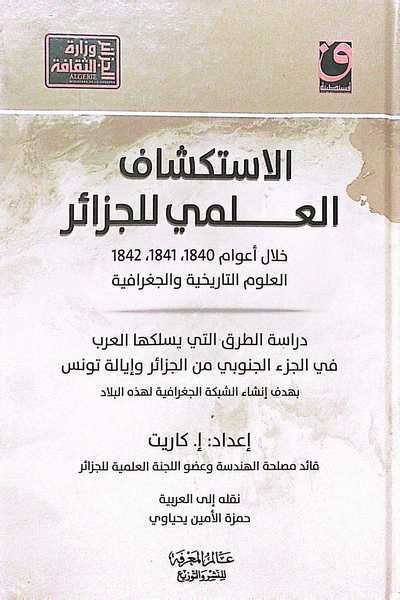 وزارة
الثقافة
ALGERIE
الاستكشاف
العـــلـــمي للجزائر
خلال أعوام 1840، 1841، 1842
العلوم التاريخية والجغرافية
دراسة الطرق التي يسلكها العرب
في الجزء الجنوبي من الجزائر وإيالة تونس
بهدف إنشاء الشبكة الجغرافية لهذه البلاد
إعداد: إ. كاريت
قائد مصلحة الهندسة وعضو اللجنة العلمية للجزائر
نقله إلى العربية
حمزة الأمين يحياوي
عالم المعرفة
للنشر والتوزيع